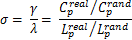 σ = γ/λ = (C_p^real / C_p^rand) / (L_p^real / L_p^rand)